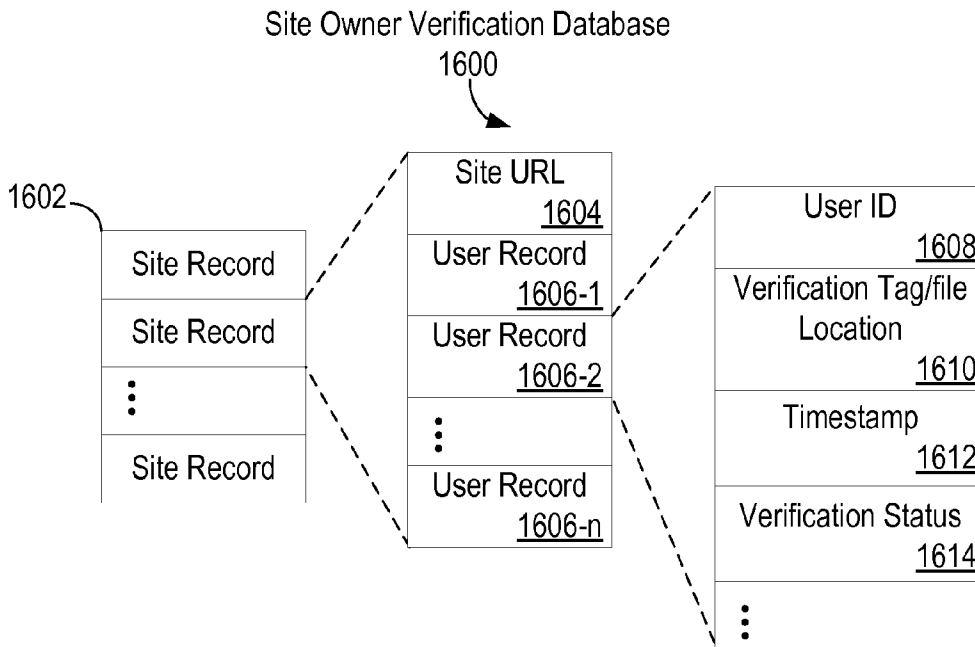 Site Owner Verification Database
1600
1602
Site Record
Site Record
Site Record
Site URL
1604
User Record
1606-1
User Record
1606-2
User Record
1606-n
User ID
1608
Verification Tag/file
Location
1610
Timestamp
1612
Verification Status
1614